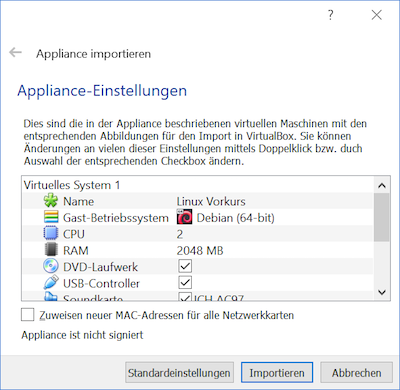 ?
Appliance importieren
Appliance-Einstellungen
Dies sind die in der Appliance beschriebenen virtuellen Maschinen mit den
entsprechenden Abbildungen für den Import in VirtualBox. Sie können
Änderungen an vielen dieser Einstellungen mittels Doppelklick bzw. duch
Auswahl der entsprechenden Checkbox ändern.
Virtuelles System 1
Name Linux Vorkurs
Gast-Betriebssystem Debian (64-bit)
CPU 2
RAM 2048 MB
DVD-Laufwerk
USB-Controller
Soundkarte ICH AC97
Zuweisen neuer MAC-Adressen für alle Netzwerkkarten
Appliance ist nicht signiert
Standardeinstellungen Importieren Abbrechen